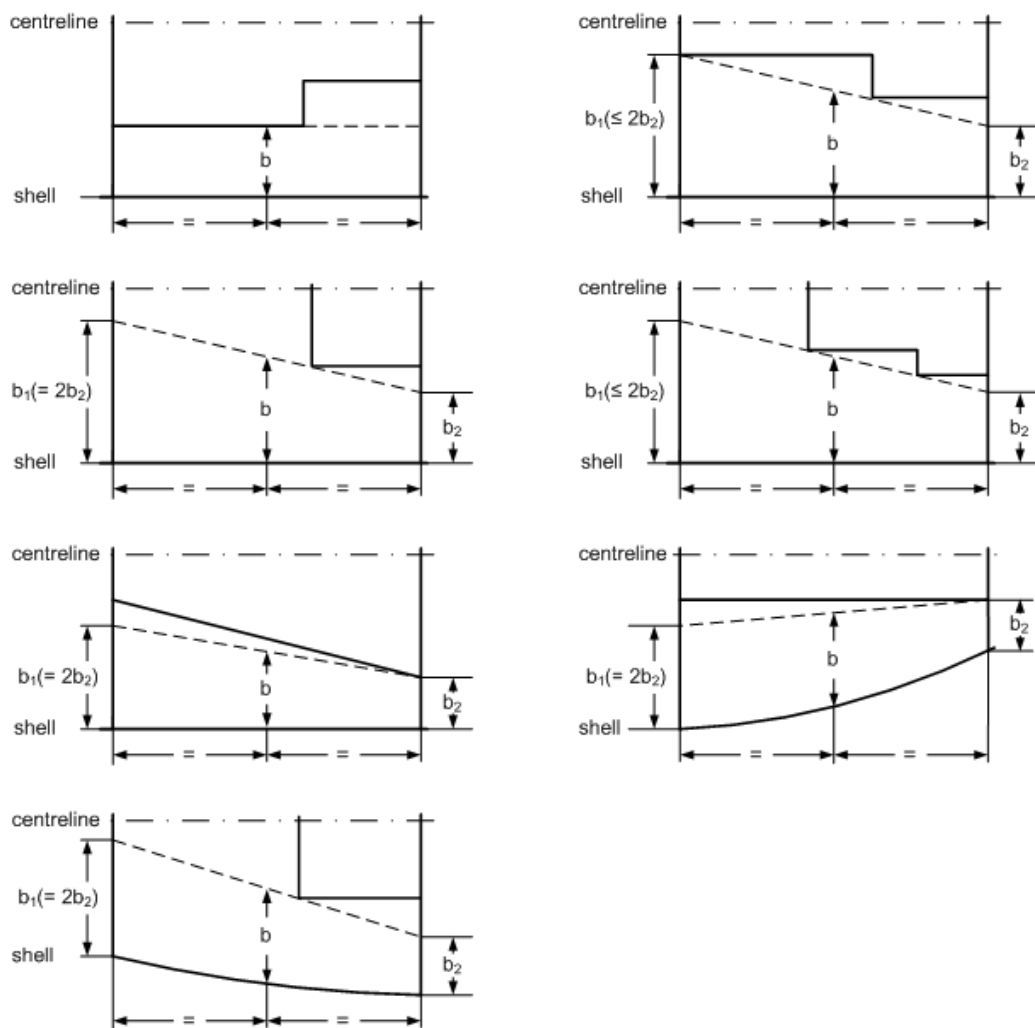 centreline
b
shell
= =
centreline
b₁(≤ 2b₂)
b
b₂
shell
= =
centreline
b₁(= 2b₂)
b
b₂
shell
= =
centreline
b₁(≤ 2b₂)
b
b₂
shell
= =
centreline
b₁(= 2b₂)
b
b₂
shell
= =
centreline
b₂
b
b₁(= 2b₂)
shell
= =
centreline
b₁(= 2b₂)
b
shell
b₂
= =